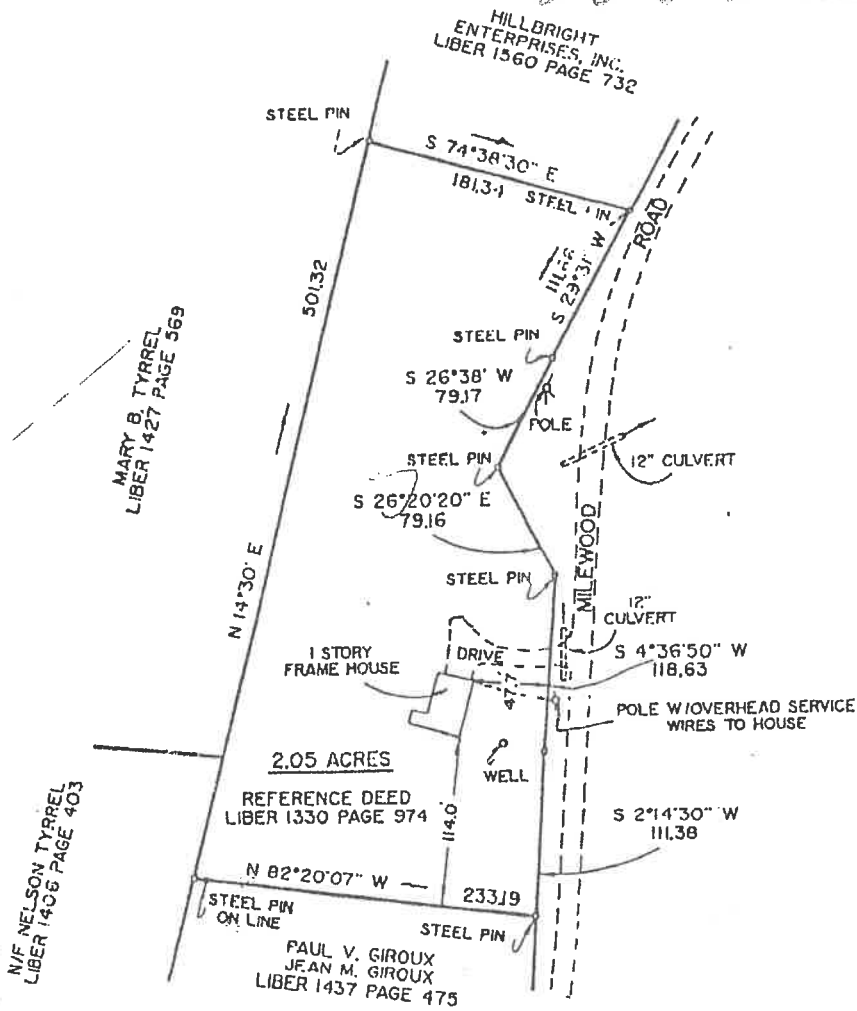 HILLBRIGHT
ENTERPRISES, INC.
LIBER 1560 PAGE 732
STEEL PIN
S 74°38'30" E
181.34
STEEL PIN
ROAD
S 29°31' W
501.32
STEEL PIN
MARY B. TYRREL
LIBER 1427 PAGE 569
S 26°38' W
79.17
POLE
STEEL PIN
12" CULVERT
S 26°20'20" E
79.16
N 14°30' E
MILEWOOD
STEEL PIN
12"
CULVERT
1 STORY
FRAME HOUSE
DRIVE
S 4°36'50" W
118.63
47.7
POLE W/OVERHEAD SERVICE
WIRES TO HOUSE
2.05 ACRES
WELL
REFERENCE DEED
LIBER 1330 PAGE 974
114.0'
S 2°14'30" W
111.38
N/F NELSON TYRREL
LIBER 1406 PAGE 403
N 82°20'07" W
233.19
STEEL PIN
ON LINE
STEEL PIN
PAUL V. GIROUX
JEAN M. GIROUX
LIBER 1437 PAGE 475